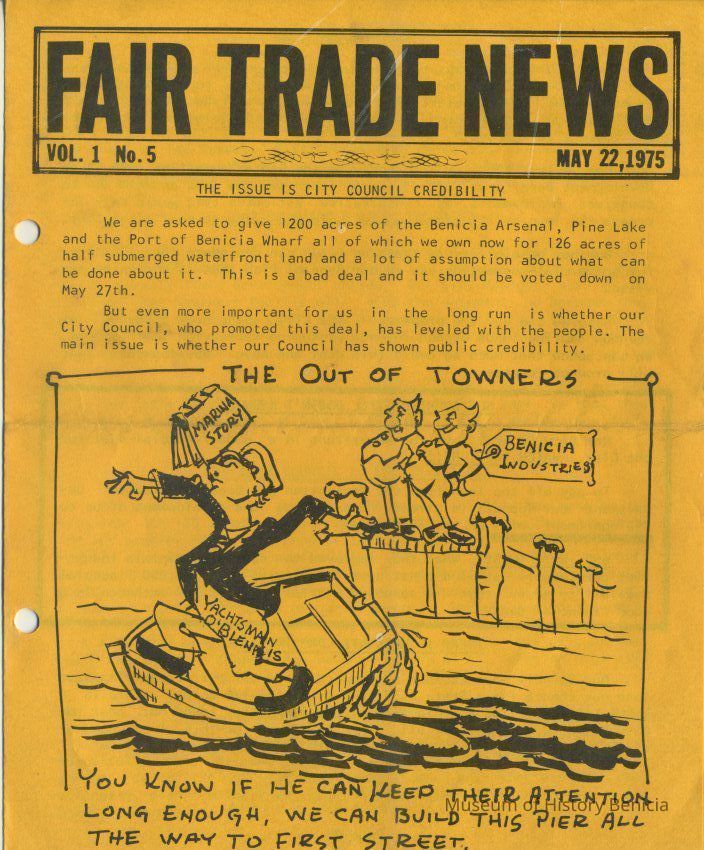 FAIR TRADE NEWS
VOL. 1 No. 5
MAY 22, 1975
THE ISSUE IS CITY COUNCIL CREDIBILITY
We are asked to give 1200 acres of the Benicia Arsenal, Pine Lake
and the Port of Benicia Wharf all of which we own now for 126 acres of
half submerged waterfront land and a lot of assumption about what can
be done about it. This is a bad deal and it should be voted down on
May 27th.
But even more important for us in the long run is whether our
City Council, who promoted this deal, has leveled with the people. The
main issue is whether our Council has shown public credibility.
THE OUT OF TOWNERS
MARINA
STORY
BENICIA
INDUSTRIES
YACHTSMAN
O'BLENNIS
YOU KNOW IF HE CAN KEEP THEIR ATTENTION
LONG ENOUGH, WE CAN BUILD THIS PIER ALL
THE WAY TO FIRST STREET.
Museum of History Benicia